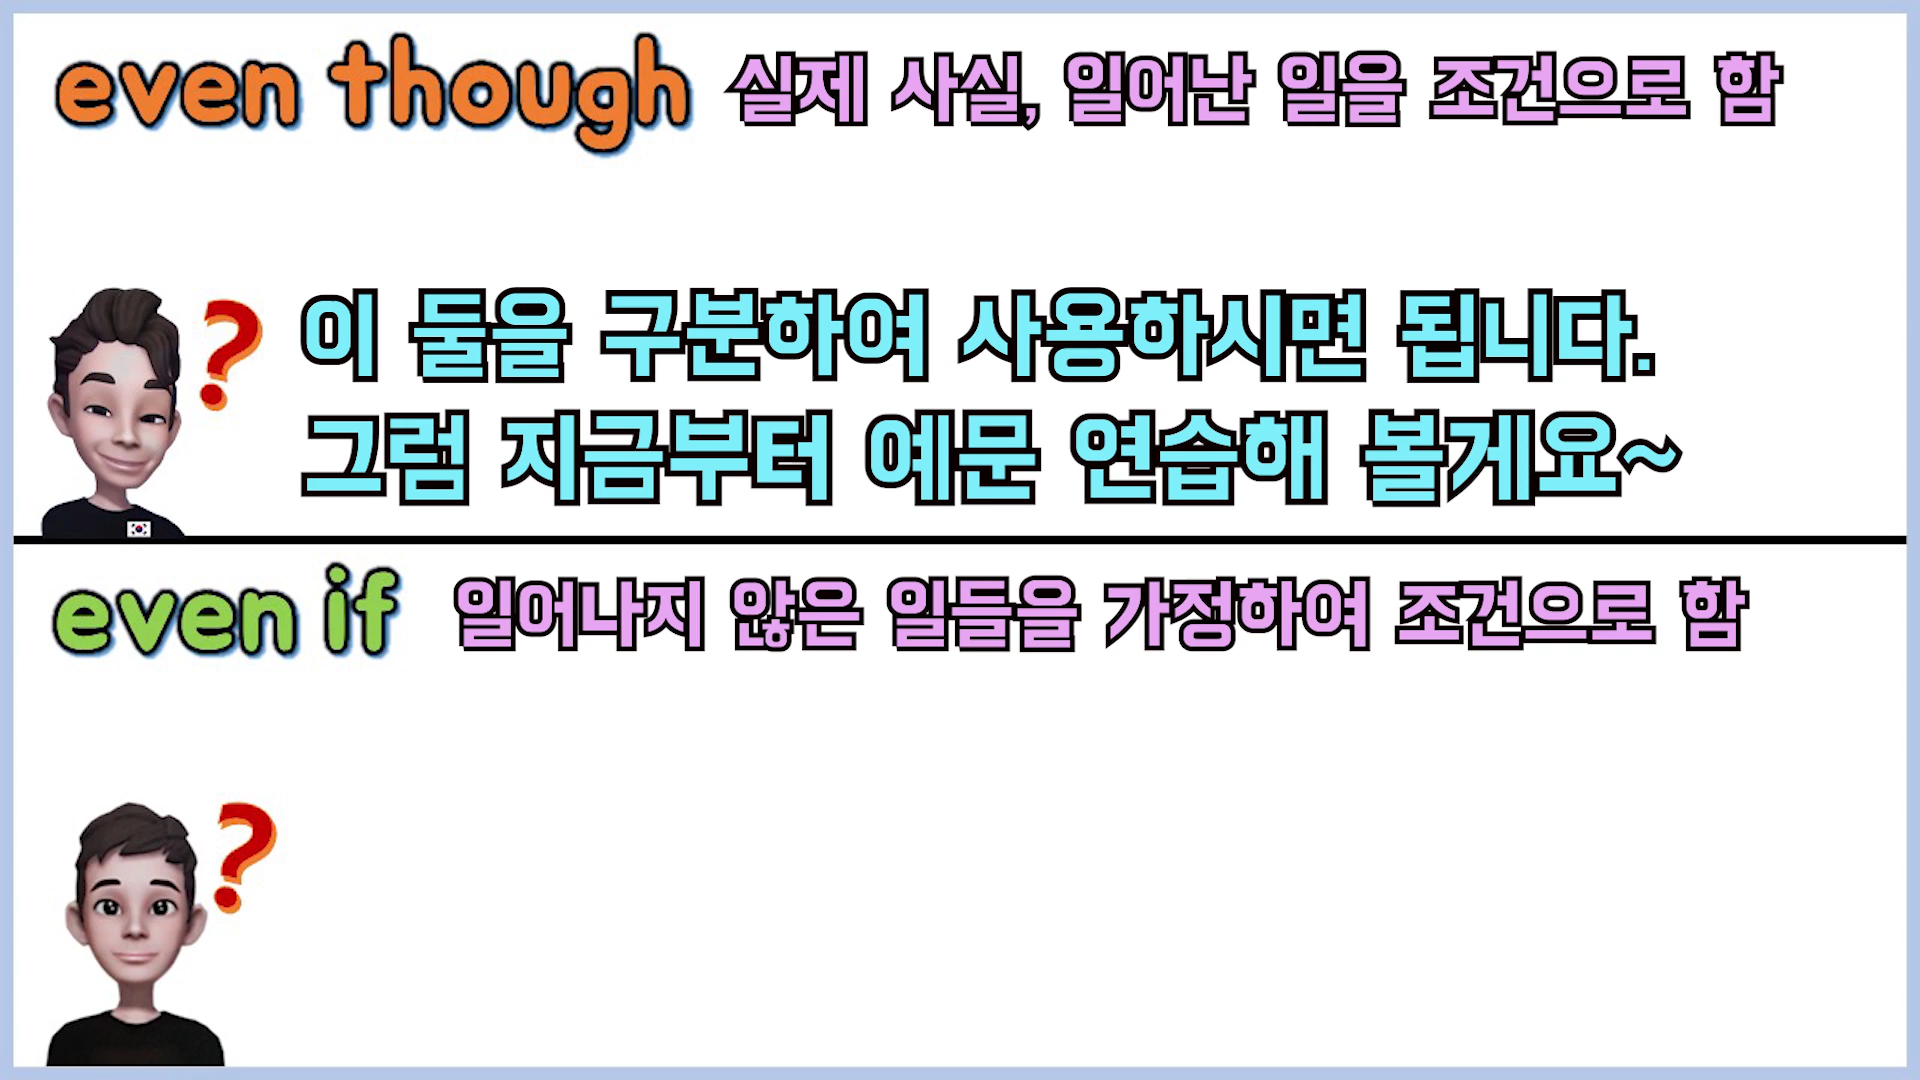 even though 실제 사실, 일어난 일을 조건으로 함
?
이 둘을 구분하여 사용하시면 됩니다.
그럼 지금부터 예문 연습해 볼게요~
even if 일어나지 않은 일들을 가정하여 조건으로 함
?